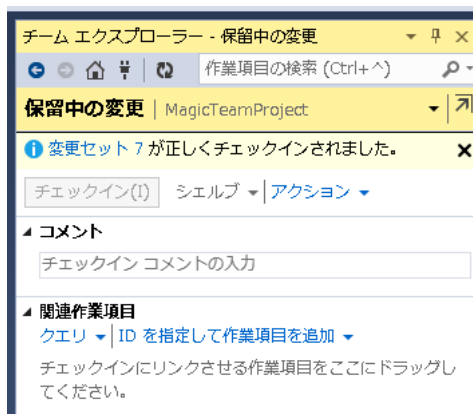 チーム エクスプローラー - 保留中の変更
作業項目の検索 (Ctrl+^)
保留中の変更 | MagicTeamProject
変更セット 7 が正しくチェックインされました。
チェックイン(I) シェルブ アクション
コメント
チェックイン コメントの入力
関連作業項目
クエリ ID を指定して作業項目を追加
チェックインにリンクさせる作業項目をここにドラッグし
てください。